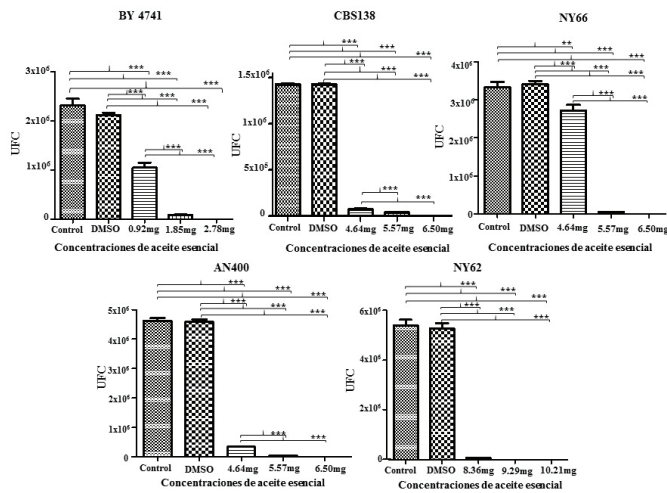 BY 4741
UFC
3x10⁶
2x10⁶
1x10⁶
0
*** *** *** *** *** *** *** ***
Control DMSO 0.92mg 1.85mg 2.78mg
Concentraciones de aceite esencial
CBS138
UFC
1.5x10⁶
1x10⁶
5x10⁶
0
*** *** *** *** *** *** *** ***
Control DMSO 4.64mg 5.57mg 6.50mg
Concentraciones de aceite esencial
NY66
UFC
4x10⁶
3x10⁶
2x10⁶
1x10⁶
0
** *** *** *** *** *** *** ***
Control DMSO 4.64mg 5.57mg 6.50mg
Concentraciones de aceite esencial
AN400
UFC
5x10⁶
4x10⁶
3x10⁶
2x10⁶
1x10⁶
0
*** *** *** *** *** *** *** ***
Control DMSO 4.64mg 5.57mg 6.50mg
Concentraciones de aceite esencial
NY62
UFC
6x10⁶
4x10⁶
2x10⁶
0
*** *** *** *** *** ***
Control DMSO 8.36mg 9.29mg 10.21mg
Concentraciones de aceite esencial